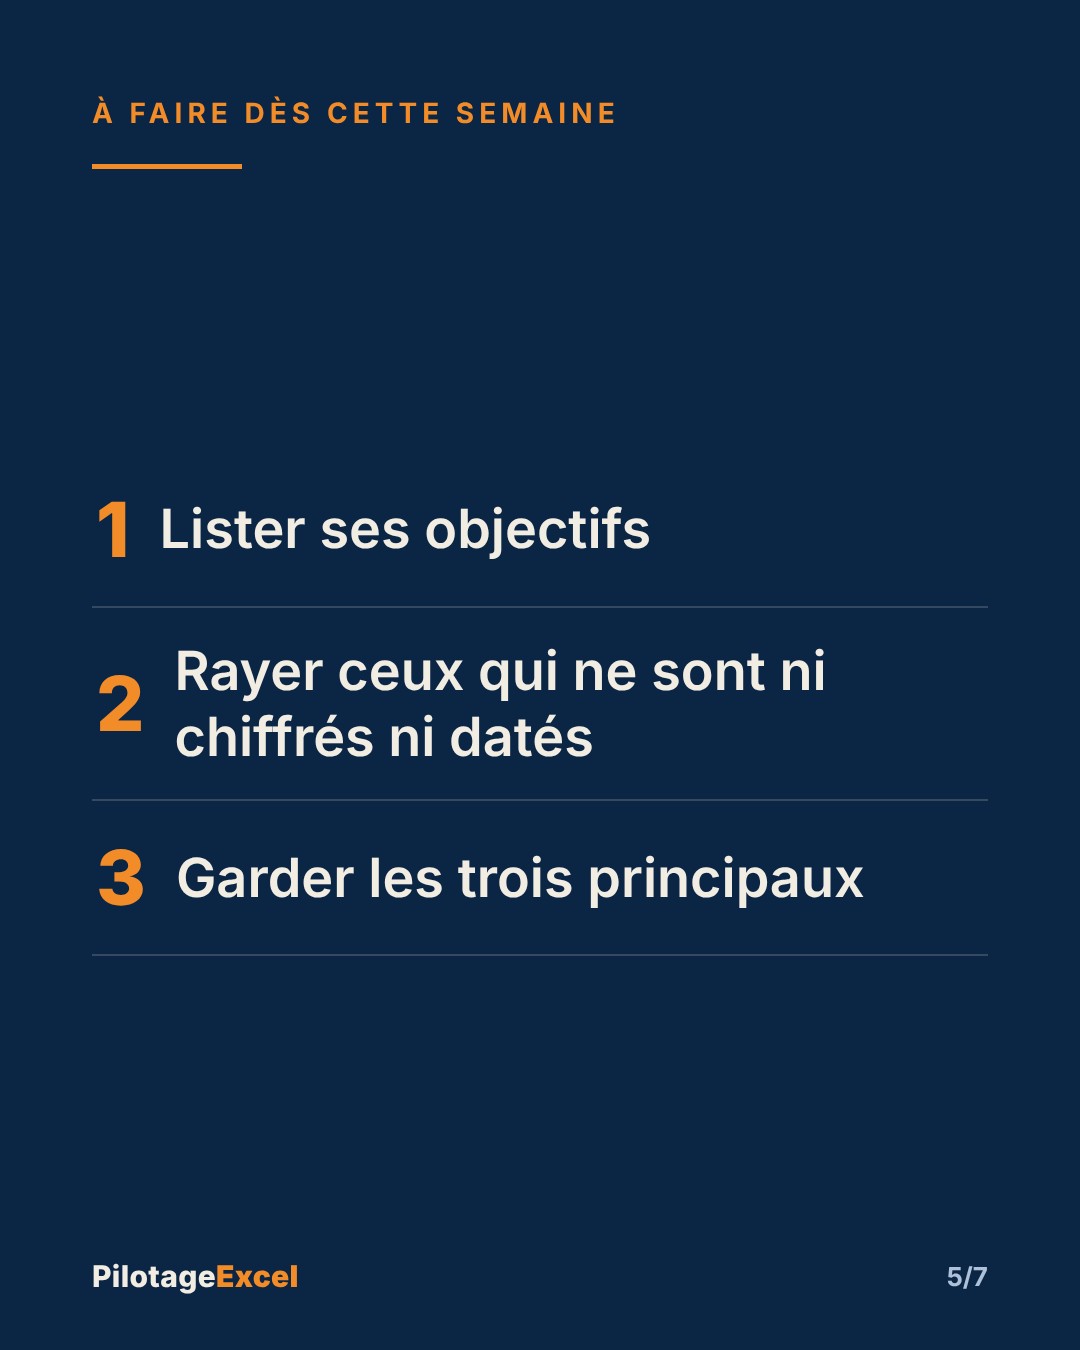 À FAIRE DÈS CETTE SEMAINE
1 Lister ses objectifs
2 Rayer ceux qui ne sont ni
chiffrés ni datés
3 Garder les trois principaux
PilotageExcel
5/7